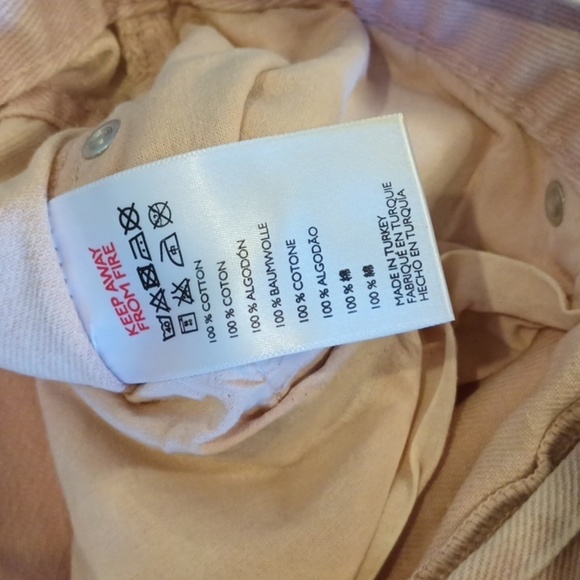 KEEP AWAY
FROM FIRE
100 % COTTON
100 % COTON
100 % ALGODÓN
100 % BAUMWOLLE
100 % COTONE
100 % ALGODÃO
100 % 棉
100 % 綿
MADE IN TURKEY
FABRIQUÉ EN TURQUIE
HECHO EN TURQUÍA